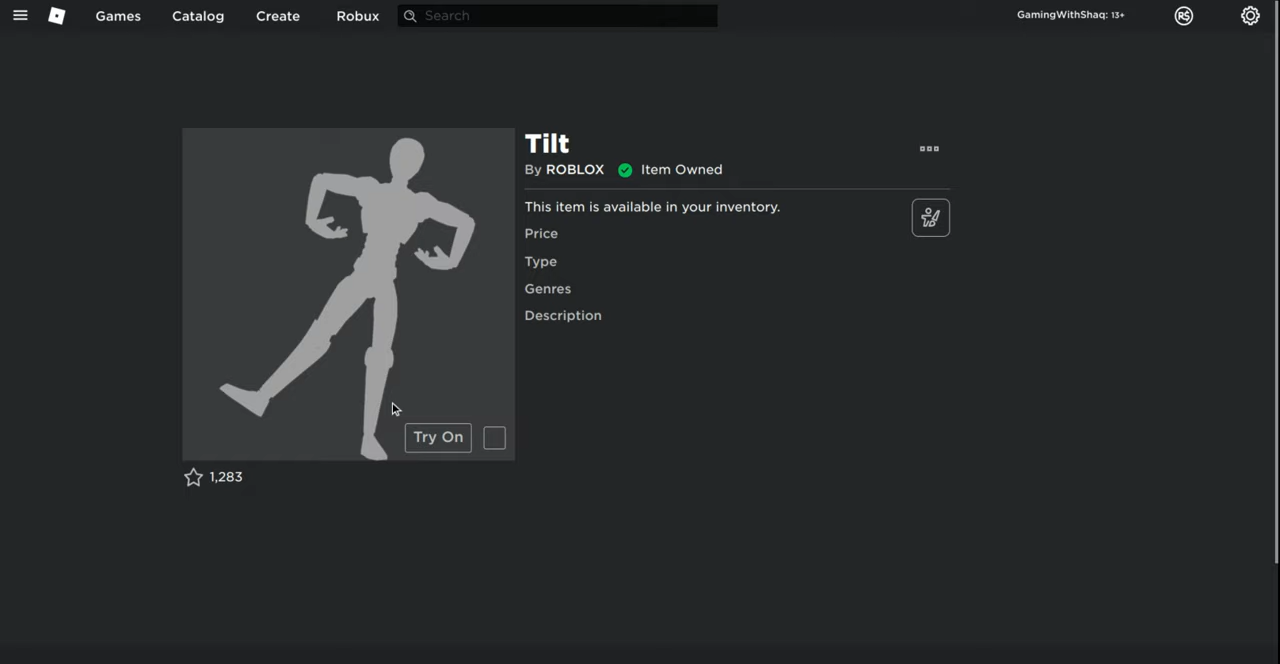 Games Catalog Create Robux Search GamingWithShaq: 13+
Tilt
By ROBLOX Item Owned
This item is available in your inventory.
Price
Type
Genres
Description
Try On
1,283